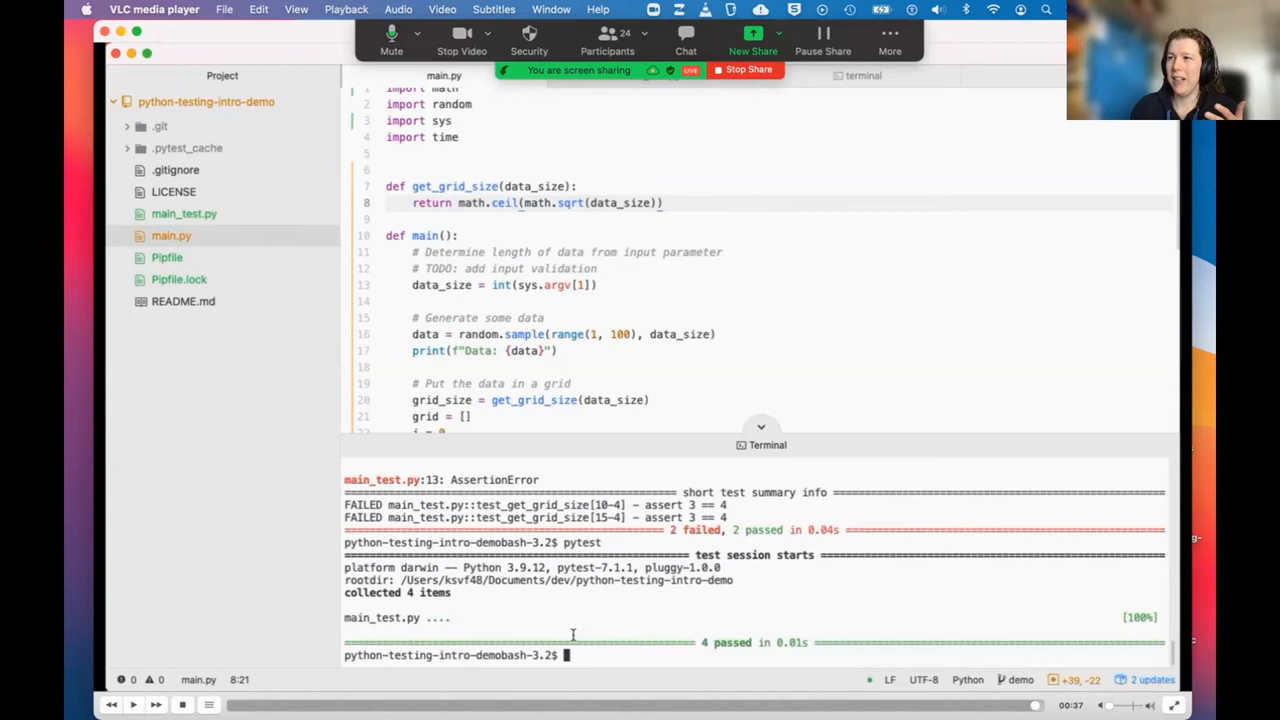 VLC media player File Edit View Playback Audio Video Subtitles Window Help
24
Mute Stop Video Security Participants Chat New Share Pause Share More
You are screen sharing LIVE Stop Share
Project
main.py
terminal
python-testing-intro-demo
.git
.pytest_cache
.gitignore
LICENSE
main_test.py
main.py
Pipfile
Pipfile.lock
README.md
1 import math
2 import random
3 import sys
4 import time
5
6
7 def get_grid_size(data_size):
8 return math.ceil(math.sqrt(data_size))
9
10 def main():
11 # Determine length of data from input parameter
12 # TODO: add input validation
13 data_size = int(sys.argv[1])
14
15 # Generate some data
16 data = random.sample(range(1, 100), data_size)
17 print(f"Data: {data}")
18
19 # Put the data in a grid
20 grid_size = get_grid_size(data_size)
21 grid = []
22 i = 0
Terminal
main_test.py:13: AssertionError
short test summary info
FAILED main_test.py::test_get_grid_size[10-4] - assert 3 == 4
FAILED main_test.py::test_get_grid_size[15-4] - assert 3 == 4
2 failed, 2 passed in 0.04s
python-testing-intro-demobash-3.2$ pytest
test session starts
platform darwin -- Python 3.9.12, pytest-7.1.1, pluggy-1.0.0
rootdir: /Users/ksvf48/Documents/dev/python-testing-intro-demo
collected 4 items
main_test.py .... [100%]
4 passed in 0.01s
python-testing-intro-demobash-3.2$
0 0 main.py 8:21 LF UTF-8 Python demo +39, -22 2 updates
00:37